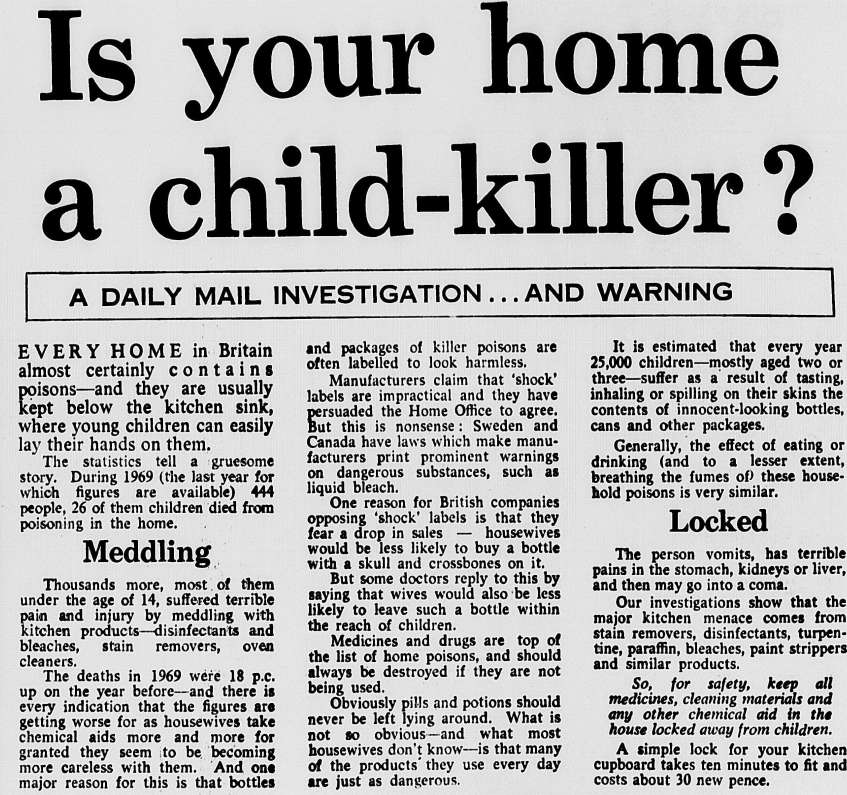 Is your home
a child-killer?
A DAILY MAIL INVESTIGATION...AND WARNING
EVERY HOME in Britain
almost certainly contains
poisons—and they are usually
kept below the kitchen sink,
where young children can easily
lay their hands on them.
The statistics tell a gruesome
story. During 1969 (the last year for
which figures are available) 444
people, 26 of them children died from
poisoning in the home.
Meddling
Thousands more, most of them
under the age of 14, suffered terrible
pain and injury by meddling with
kitchen products—disinfectants and
bleaches, stain removers, oven
cleaners.
The deaths in 1969 were 18 p.c.
up on the year before—and there is
every indication that the figures are
getting worse for as housewives take
chemical aids more and more for
granted they seem to be becoming
more careless with them. And one
major reason for this is that bottles
and packages of killer poisons are
often labelled to look harmless.
Manufacturers claim that 'shock'
labels are impractical and they have
persuaded the Home Office to agree.
But this is nonsense: Sweden and
Canada have laws which make manu-
facturers print prominent warnings
on dangerous substances, such as
liquid bleach.
One reason for British companies
opposing 'shock' labels is that they
fear a drop in sales — housewives
would be less likely to buy a bottle
with a skull and crossbones on it.
But some doctors reply to this by
saying that wives would also be less
likely to leave such a bottle within
the reach of children.
Medicines and drugs are top of
the list of home poisons, and should
always be destroyed if they are not
being used.
Obviously pills and potions should
never be left lying around. What is
not so obvious—and what most
housewives don't know—is that many
of the products they use every day
are just as dangerous.
It is estimated that every year
25,000 children—mostly aged two or
three—suffer as a result of tasting,
inhaling or spilling on their skins the
contents of innocent-looking bottles,
cans and other packages.
Generally, the effect of eating or
drinking (and to a lesser extent,
breathing the fumes of) these house-
hold poisons is very similar.
Locked
The person vomits, has terrible
pains in the stomach, kidneys or liver,
and then may go into a coma.
Our investigations show that the
major kitchen menace comes from
stain removers, disinfectants, turpen-
tine, paraffin, bleaches, paint strippers
and similar products.
So, for safety, keep all
medicines, cleaning materials and
any other chemical aid in the
house locked away from children.
A simple lock for your kitchen
cupboard takes ten minutes to fit and
costs about 30 new pence.